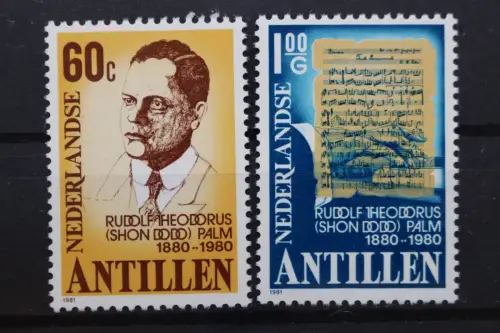 60c
NEDERLANDSE
RUDOLF THEODORUS
(SHON DODO) PALM
1880--1980
ANTILLEN
1981
1.00
G
NEDERLANDSE
RUDOLF THEODORUS
(SHON DODO) PALM
1880--1980
ANTILLEN
1981